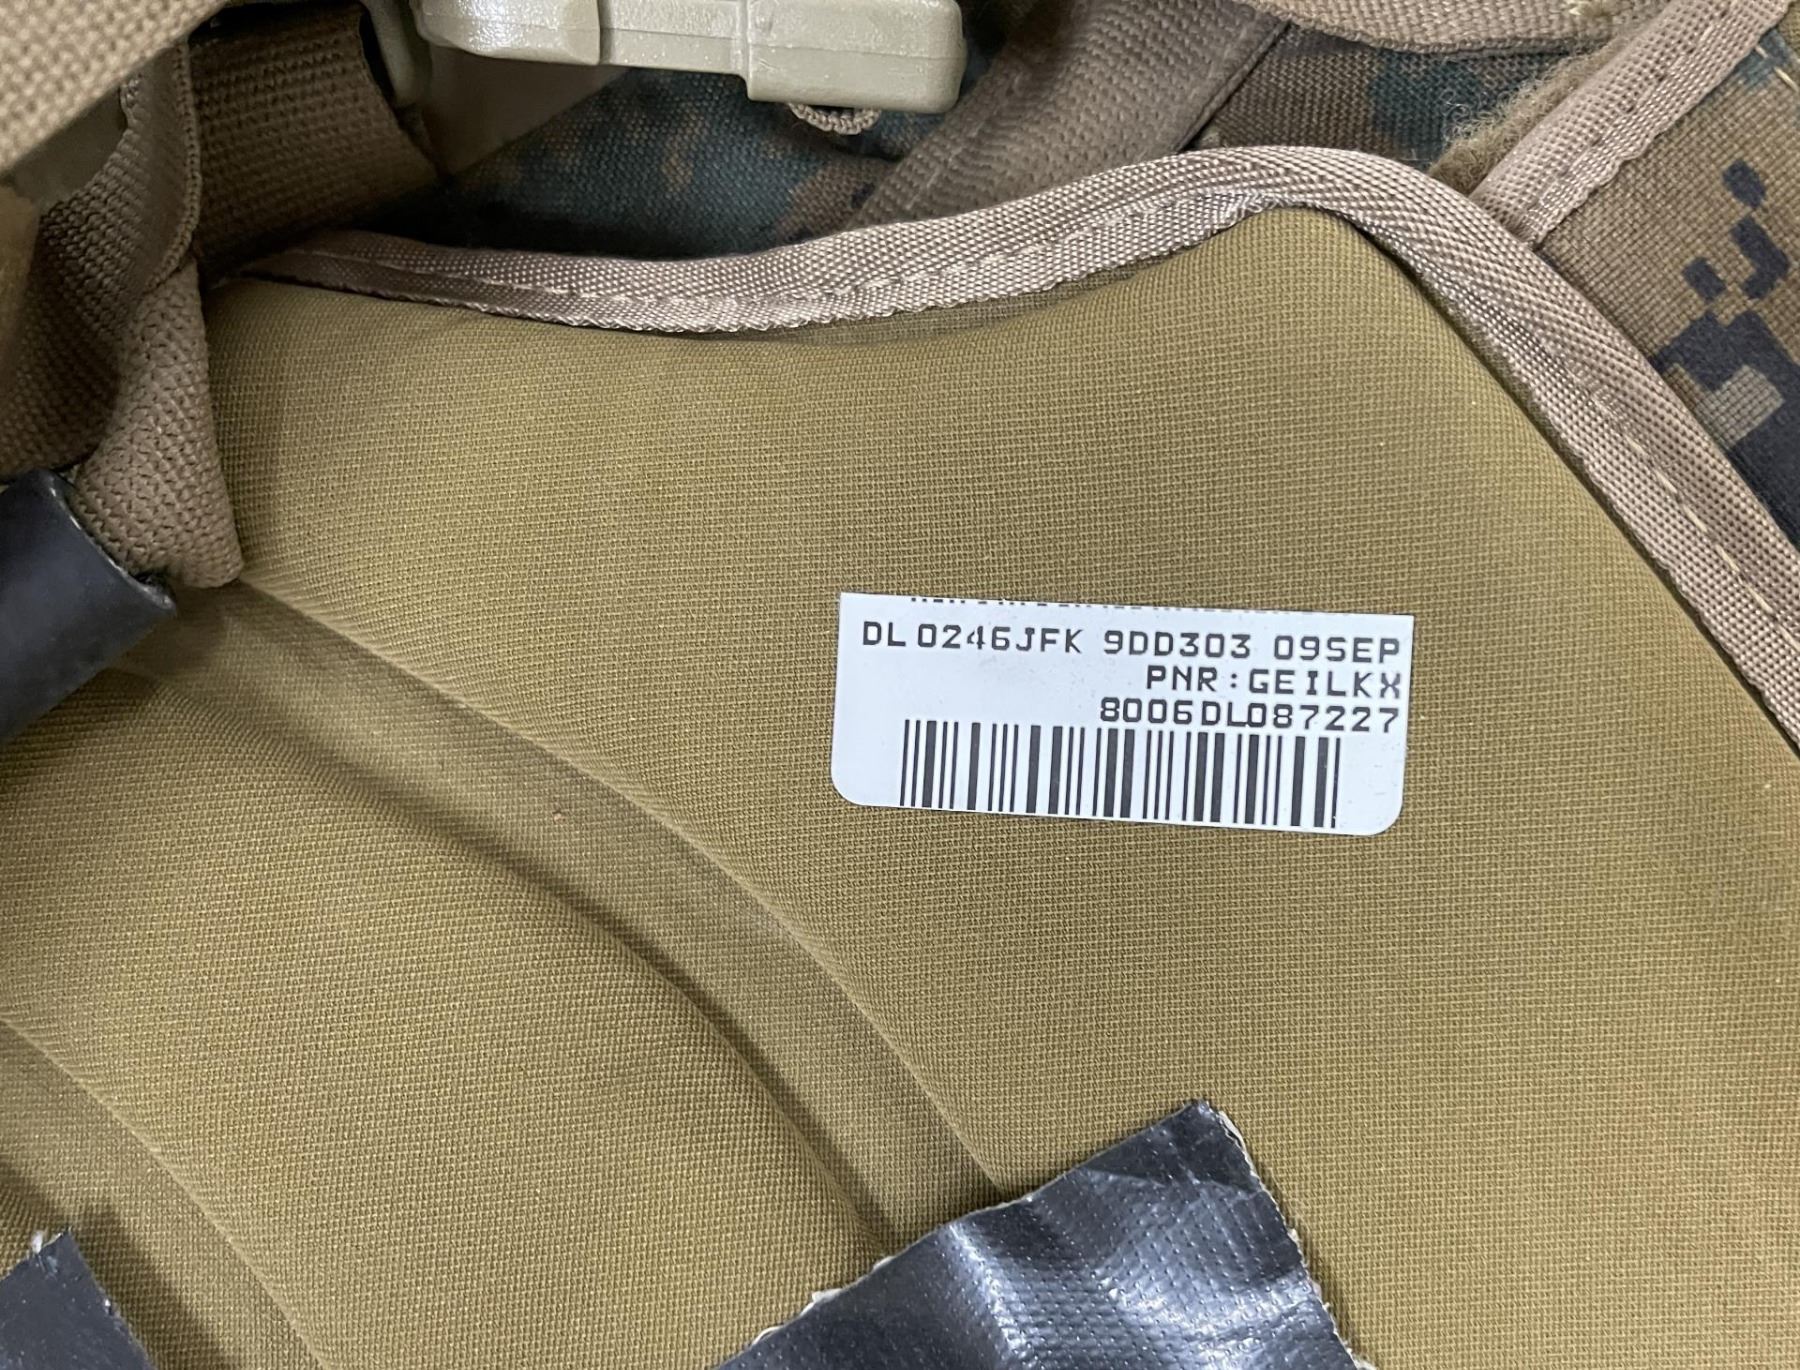 DL 0246JFK 9DD303 09SEP
PNR:GEILKX
8006DL087227